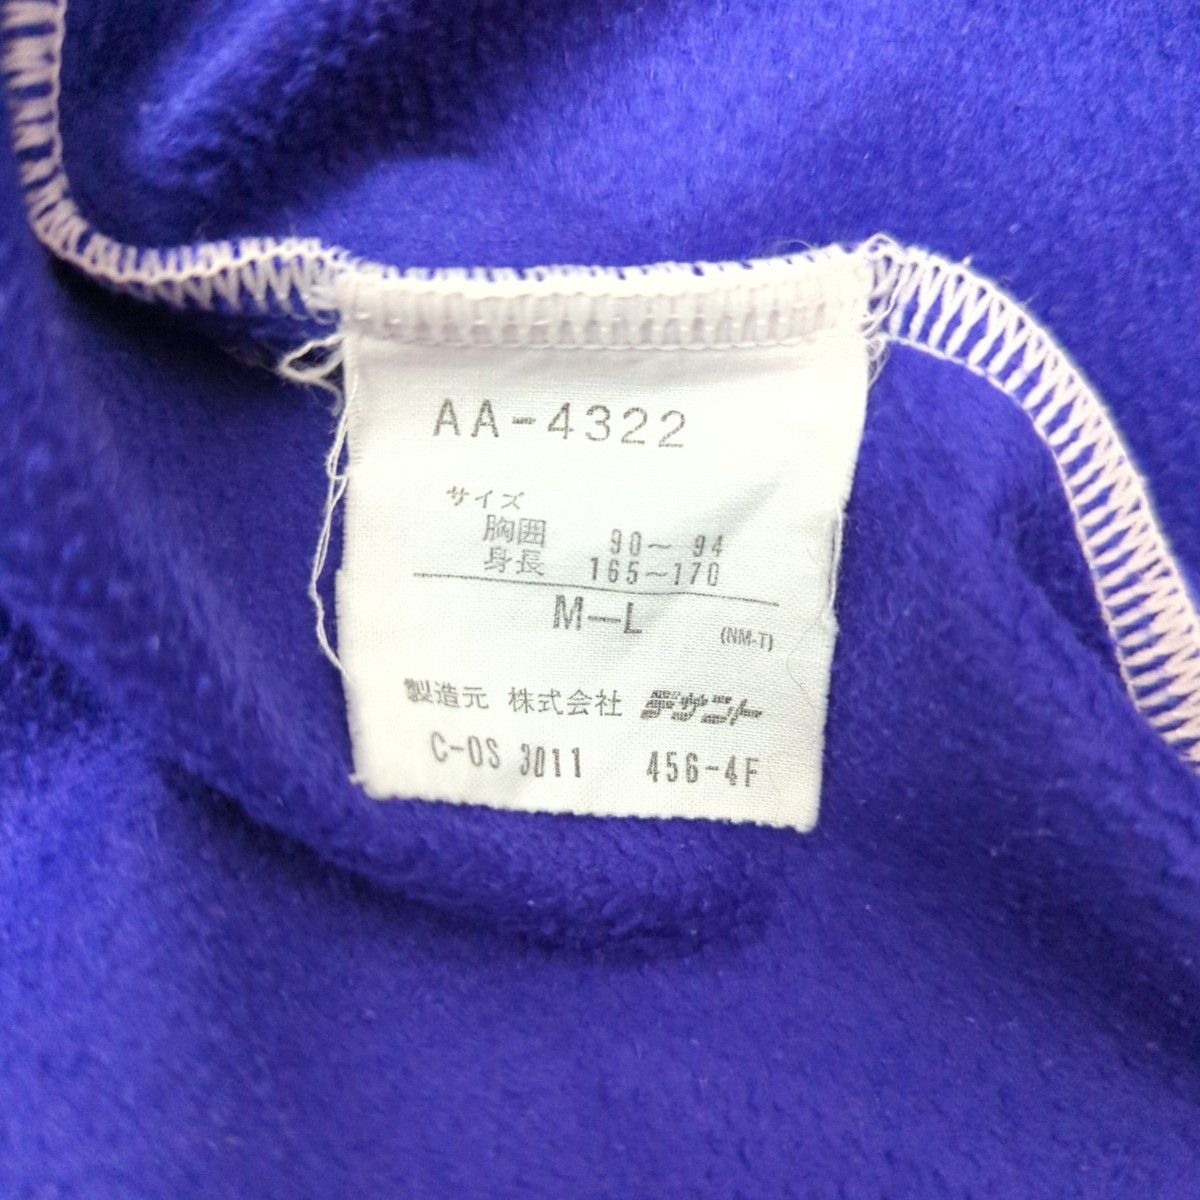 AA-4322
サイズ
胸囲 90～94
身長 165～170
M—L (NM-T)
製造元 株式会社 デサント
C-OS 3011 456-4F